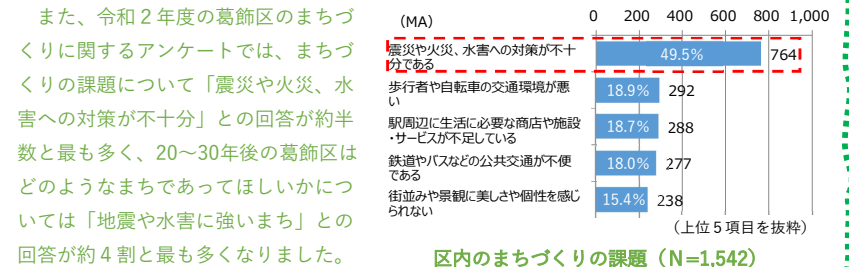 また、令和２年度の葛飾区のまちづ
くりに関するアンケートでは、まちづ
くりの課題について「震災や火災、水
害への対策が不十分」との回答が約半
数と最も多く、20～30年後の葛飾区は
どのようなまちであってほしいかにつ
いては「地震や水害に強いまち」との
回答が約４割と最も多くなりました。
（MA）
0 200 400 600 800 1,000
震災や火災、水害への対策が不十
分である
49.5% 764
歩行者や自転車の交通環境が悪
い
18.9% 292
駅周辺に生活に必要な商店や施設
・サービスが不足している
18.7% 288
鉄道やバスなどの公共交通が不便
である
18.0% 277
街並みや景観に美しさや個性を感じ
られない
15.4% 238
（上位５項目を抜粋）
区内のまちづくりの課題（N=1,542）